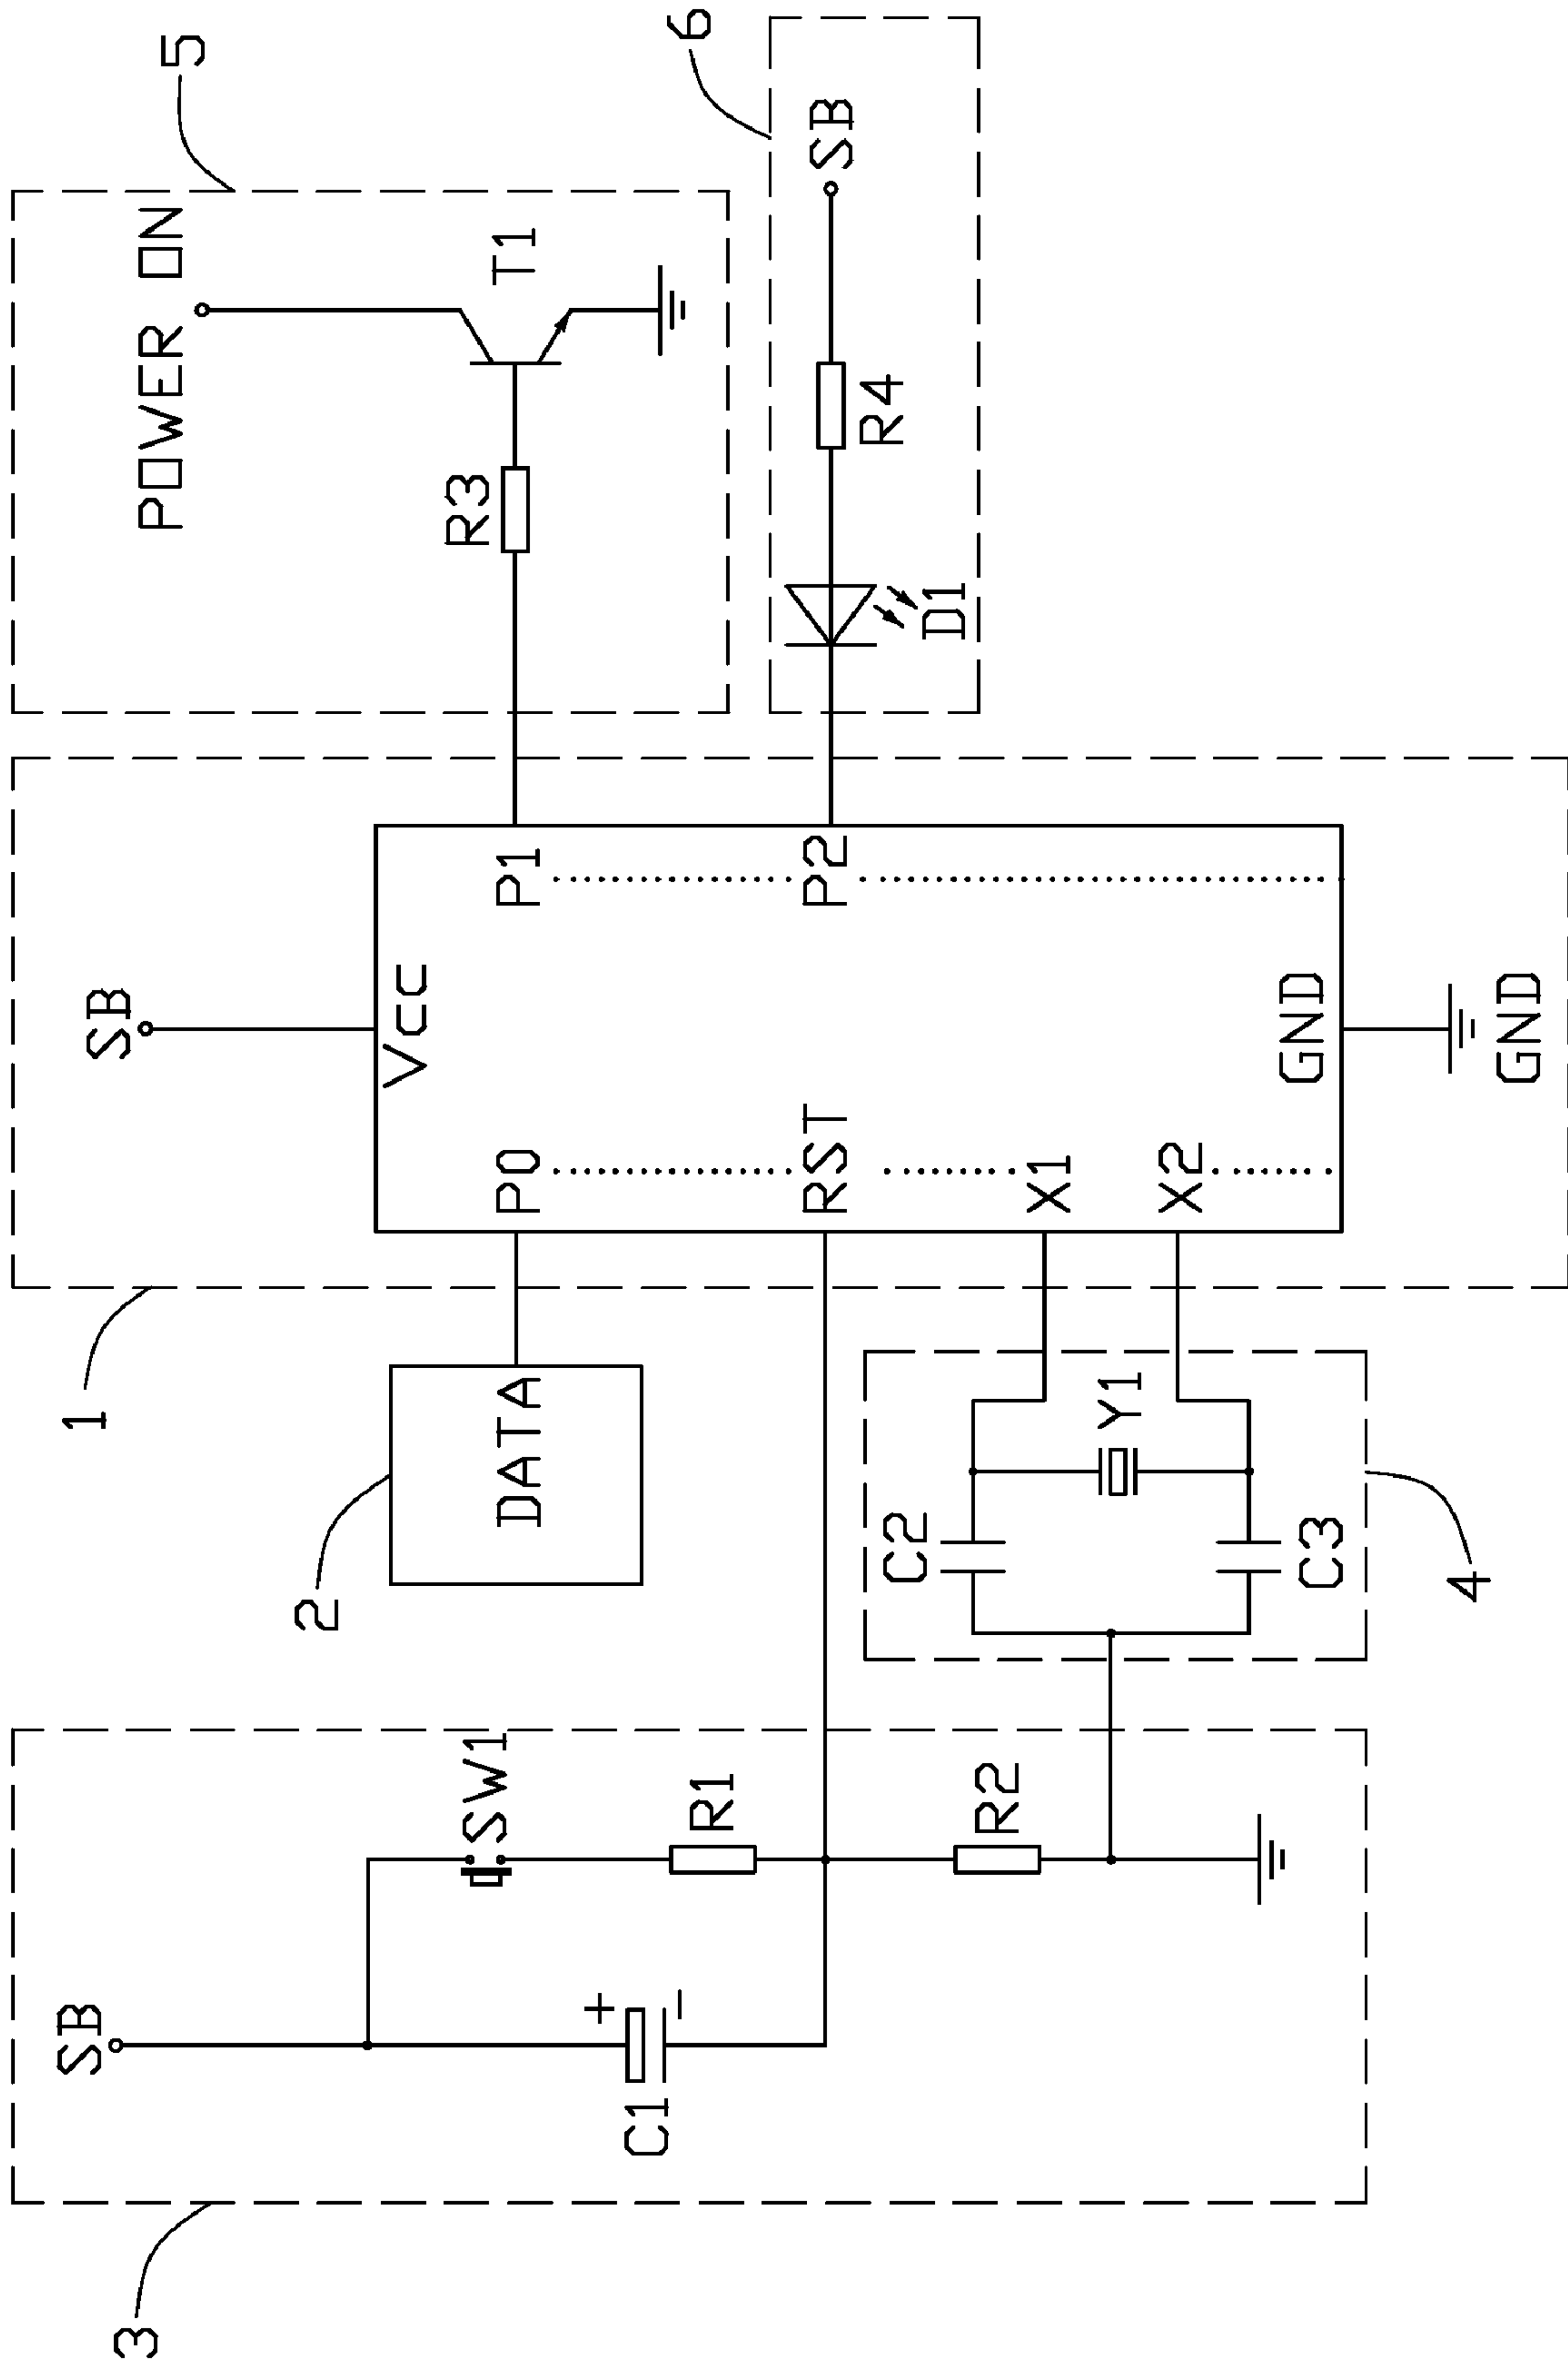 3
SB
C1
+
−
SW1
R1
R2
2
DATA
C2
C3
Y1
4
1
SB
Vcc
P0
P1
RST
P2
X1
X2
GND
GND
5
POWER ON
R3
T1
6
D1
R4
SB